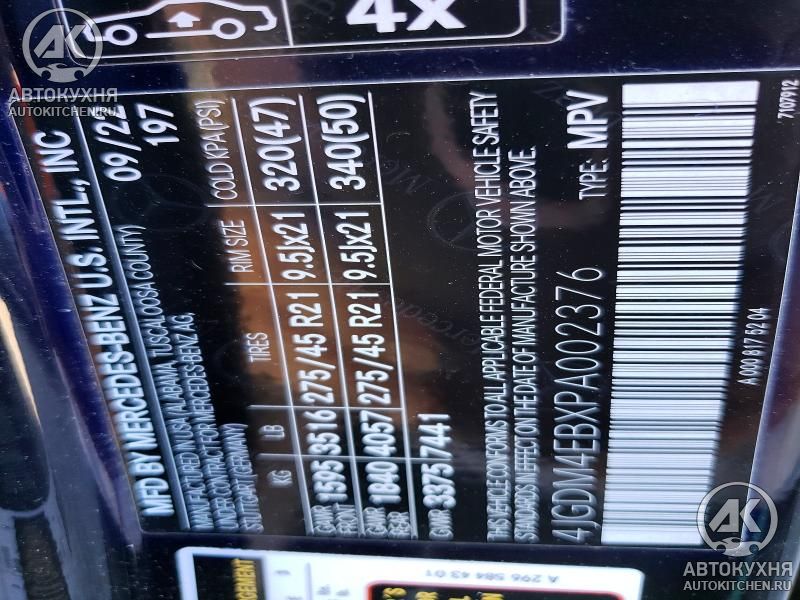 4x
MFD BY MERCEDES-BENZ U.S. INTL., INC
MANUFACTURED IN USA (ALABAMA, TUSCALOOSA COUNTY)
UNDER CONTRACT FOR MERCEDES-BENZ AG,
STUTTGART (GERMANY)
09/22
197
KG LB TIRES RIM SIZE COLD KPA (PSI)
GAWR FRONT 1595 3516 275/45 R21 9.5Jx21 320(47)
GAWR REAR 1840 4057 275/45 R21 9.5Jx21 340(50)
GVWR 3375 7441
THIS VEHICLE CONFORMS TO ALL APPLICABLE FEDERAL MOTOR VEHICLE SAFETY
STANDARDS IN EFFECT ON THE DATE OF MANUFACTURE SHOWN ABOVE.
4JGDM4EBXPA002376 TYPE: MPV
A 000 817 52 04
7107912
A 296 584 43 01
АВТОКУХНЯ
AUTOKITCHEN.RU
АВТОКУХНЯ
AUTOKITCHEN.RU